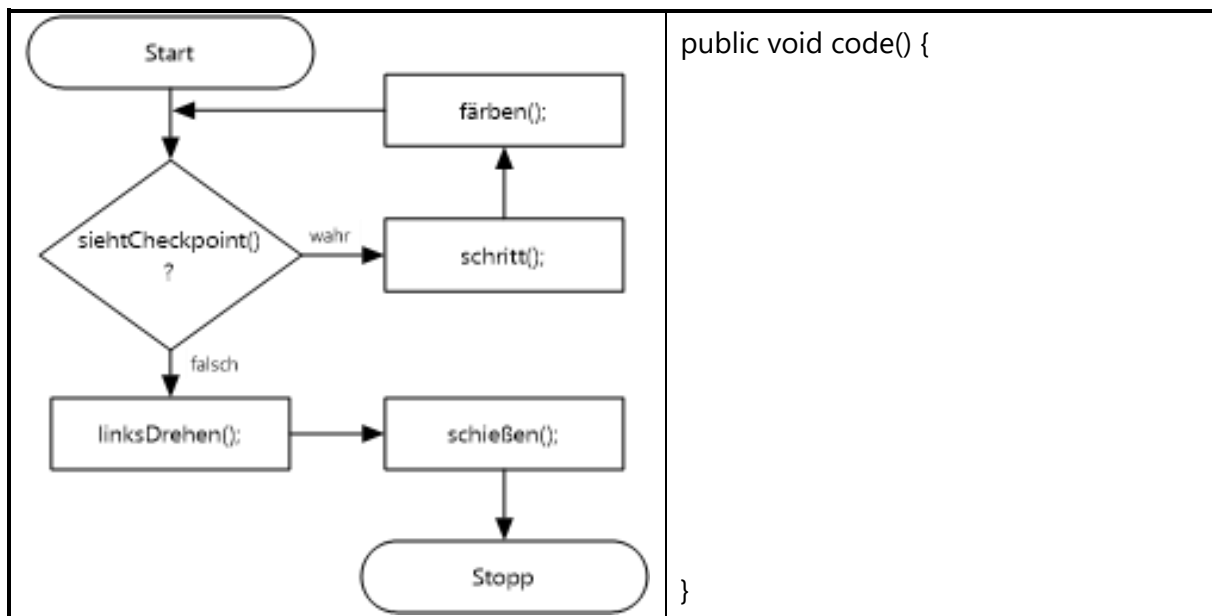 Start
färben();
siehtCheckpoint()
?
wahr
schritt();
falsch
linksDrehen();
schießen();
Stopp
public void code() {
}